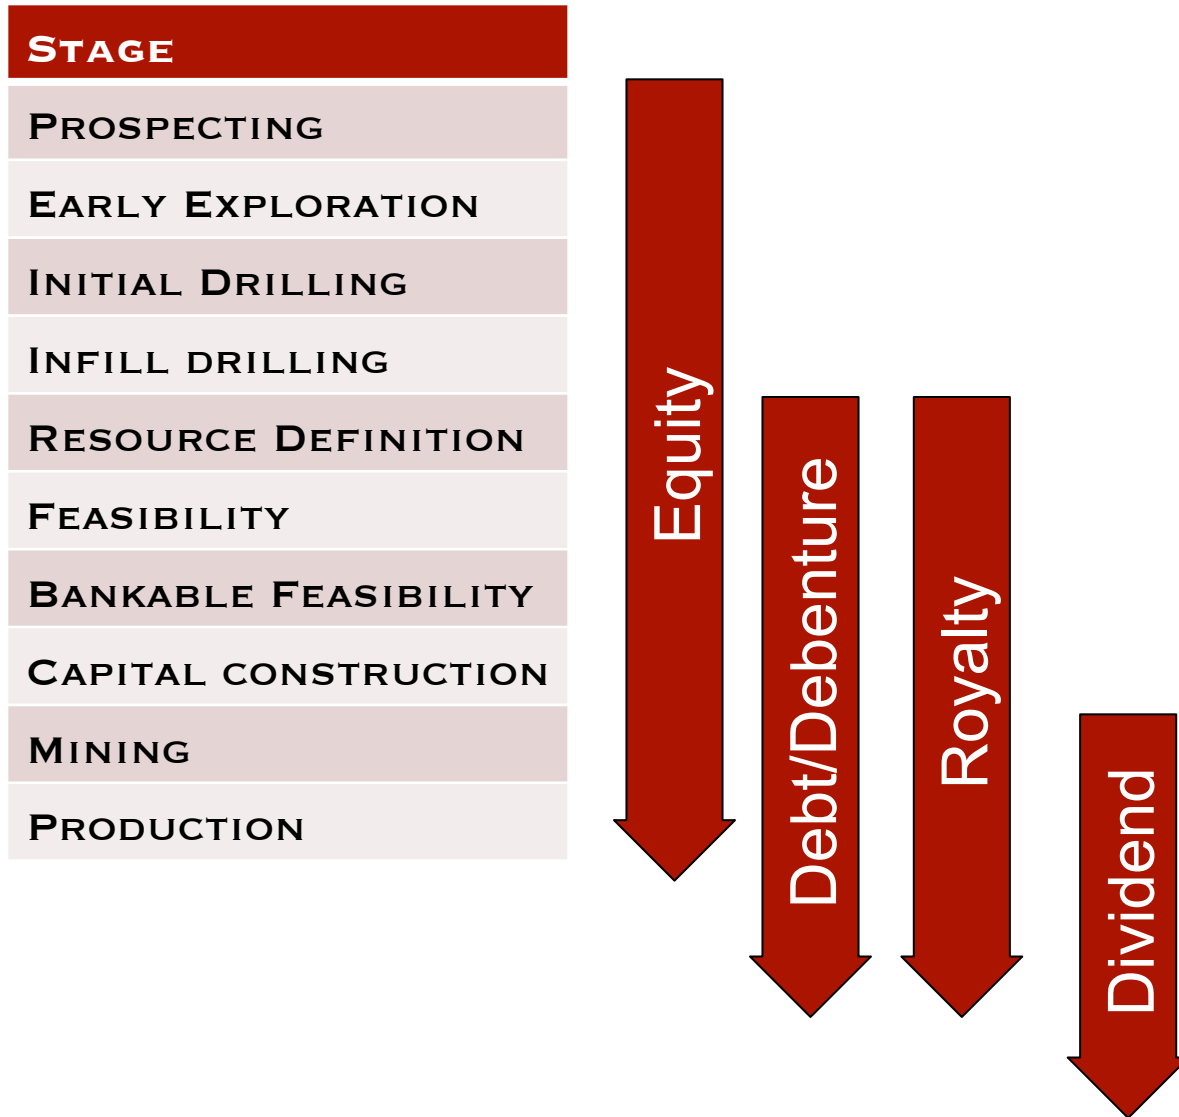 Stage
Prospecting
Early Exploration
Initial Drilling
Infill drilling
Resource Definition
Feasibility
Bankable Feasibility
Capital construction
Mining
Production
Equity
Debt/Debenture
Royalty
Dividend